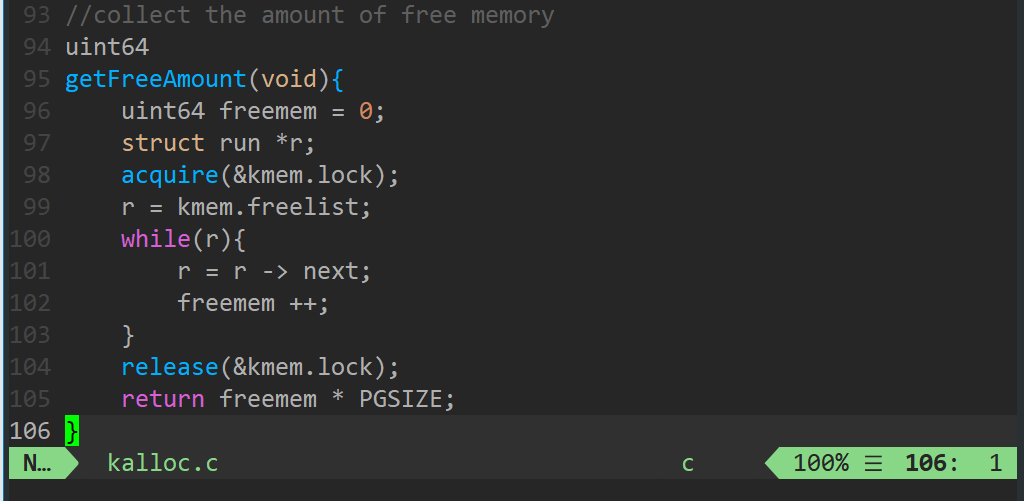 93 //collect the amount of free memory
94 uint64
95 getFreeAmount(void){
96     uint64 freemem = 0;
97     struct run *r;
98     acquire(&kmem.lock);
99     r = kmem.freelist;
100     while(r){
101         r = r -> next;
102         freemem ++;
103     }
104     release(&kmem.lock);
105     return freemem * PGSIZE;
106 }
N… kalloc.c c 100% ☰ 106: 1